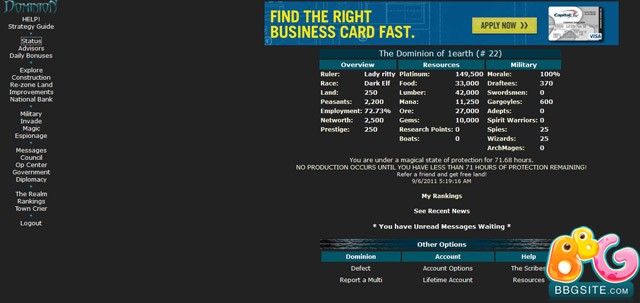 DOMINION
HELP!
Strategy Guide
Status
Advisors
Daily Bonuses
Explore
Construction
Re-zone Land
Improvements
National Bank
Military
Invade
Magic
Espionage
Messages
Council
Op Center
Government
Diplomacy
The Realm
Rankings
Town Crier
Logout
FIND THE RIGHT
BUSINESS CARD FAST.
APPLY NOW >>
Capital One
VISA
The Dominion of 1earth (# 22)
Overview Resources Military
Ruler: Lady ritty Platinum: 149,500 Morale: 100%
Race: Dark Elf Food: 33,000 Draftees: 370
Land: 250 Lumber: 42,000 Swordsmen: 0
Peasants: 2,200 Mana: 11,250 Gargoyles: 600
Employment: 72.73% Ore: 27,000 Adepts: 0
Networth: 2,500 Gems: 10,000 Spirit Warriors: 0
Prestige: 250 Research Points: 0 Spies: 25
Boats: 0 Wizards: 25
ArchMages: 0
You are under a magical state of protection for 71.68 hours.
NO PRODUCTION OCCURS UNTIL YOU HAVE LESS THAN 71 HOURS OF PROTECTION REMAINING!
Refer a friend and get free land!
9/6/2011 5:19:16 AM
My Rankings
See Recent News
* You have Unread Messages Waiting *
Other Options
Dominion Account Help
Defect Account Options The Scribes
Report a Multi Lifetime Account Resources
BBG
BBGSITE.COM